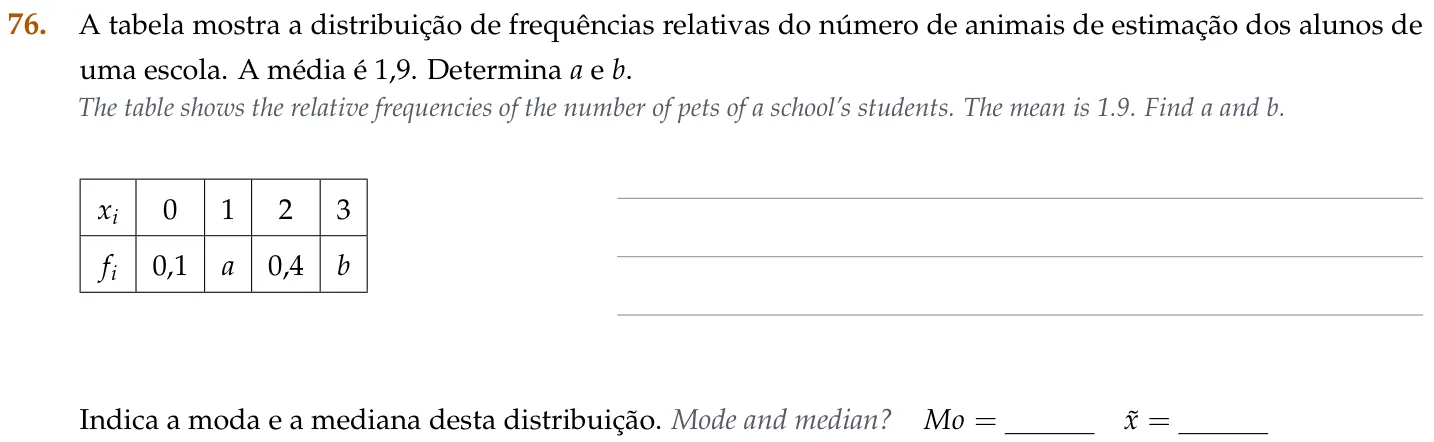 76. A tabela mostra a distribuição de frequências relativas do número de animais de estimação dos alunos de
uma escola. A média é 1,9. Determina a e b.
The table shows the relative frequencies of the number of pets of a school's students. The mean is 1.9. Find a and b.
xᵢ 0 1 2 3
fᵢ 0,1 a 0,4 b
Indica a moda e a mediana desta distribuição. Mode and median? Mo = ______ x̃ = ______